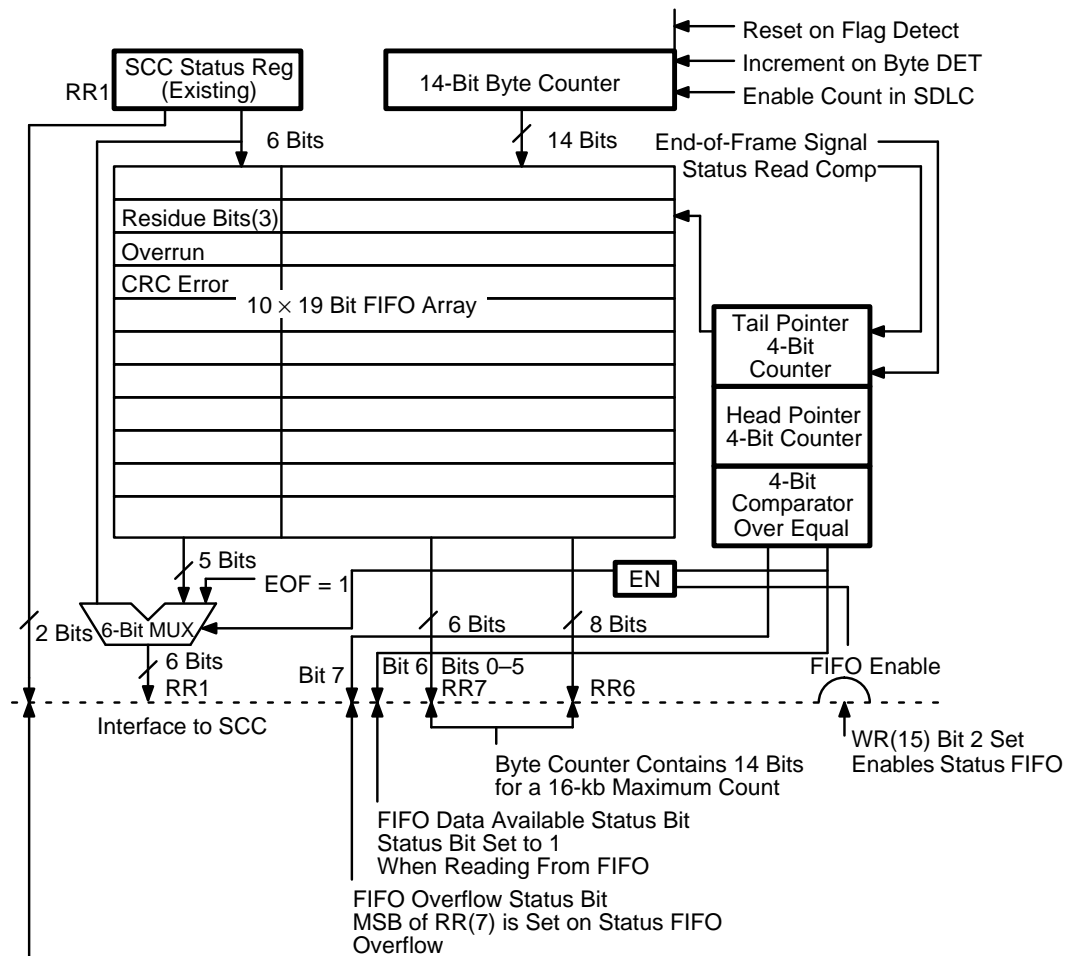 Reset on Flag Detect
SCC Status Reg
(Existing)
RR1
14-Bit Byte Counter
Increment on Byte DET
Enable Count in SDLC
6 Bits
14 Bits
End-of-Frame Signal
Status Read Comp
Residue Bits(3)
Overrun
CRC Error
10 × 19 Bit FIFO Array
Tail Pointer
4-Bit
Counter
Head Pointer
4-Bit Counter
4-Bit
Comparator
Over Equal
5 Bits
EOF = 1
EN
2 Bits
6-Bit MUX
6 Bits
8 Bits
6 Bits
RR1
Bit 7
Bit 6
Bits 0–5
RR7
RR6
FIFO Enable
Interface to SCC
WR(15) Bit 2 Set
Enables Status FIFO
Byte Counter Contains 14 Bits
for a 16-kb Maximum Count
FIFO Data Available Status Bit
Status Bit Set to 1
When Reading From FIFO
FIFO Overflow Status Bit
MSB of RR(7) is Set on Status FIFO
Overflow